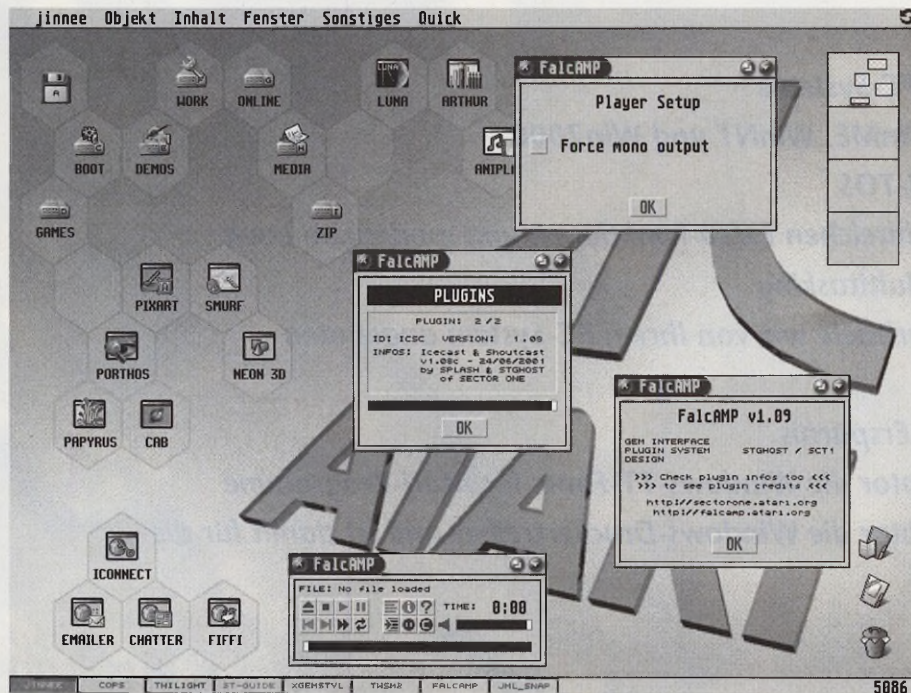 jinnee Objekt Inhalt Fenster Sonstiges Quick
A
WORK
ONLINE
LUNA
LUNA
ARTHUR
BOOT
DEMOS
MEDIA
ANIPL
GAMES
ZIP
PIXART
SMURF
PORTHOS
NEON 3D
PAPYRUS
CAB
ICONNECT
EMAILER
CHATTER
FIFFI
FalcAMP
Player Setup
Force mono output
OK
FalcAMP
PLUGINS
PLUGIN: 2/2
ID: ICSC VERSION: 1.09
INFOS: Icecast & Shoutcast
v1.08c - 24/06/2001
by SPLASH & STGHOST
of SECTOR ONE
OK
FalcAMP
FalcAMP v1.09
GEM INTERFACE
PLUGIN SYSTEM STGHOST / SCT1
DESIGN
>>> Check plugin infos too <<<
>>> to see plugin credits <<<
http://sectorone.atari.org
http://falcamp.atari.org
OK
FalcAMP
FILE: No file loaded
TIME: 0:00
ATARI
JINNEE COPS THILIGHT ST-GUIDE XGEMSTYL FALCAMP JML_SNAP 5086